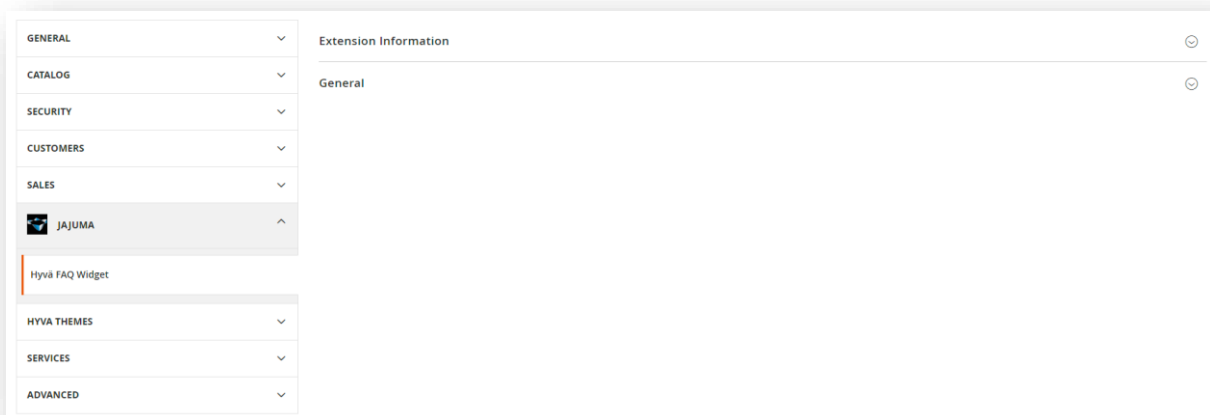 GENERAL
CATALOG
SECURITY
CUSTOMERS
SALES
JAJUMA
Hyvä FAQ Widget
HYVA THEMES
SERVICES
ADVANCED
Extension Information
General